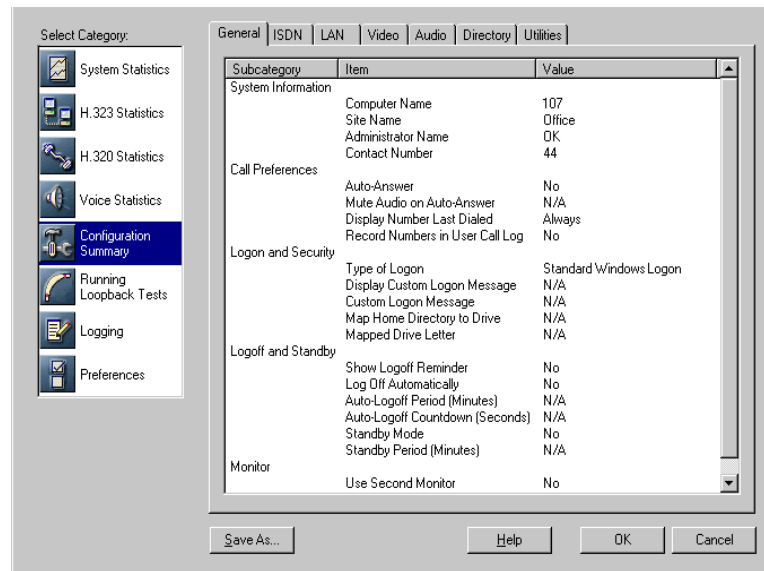 Select Category:
System Statistics
H.323 Statistics
H.320 Statistics
Voice Statistics
Configuration
Summary
Running
Loopback Tests
Logging
Preferences
General ISDN LAN Video Audio Directory Utilities
Subcategory Item Value
System Information
Computer Name 107
Site Name Office
Administrator Name OK
Contact Number 44
Call Preferences
Auto-Answer No
Mute Audio on Auto-Answer N/A
Display Number Last Dialed Always
Record Numbers in User Call Log No
Logon and Security
Type of Logon Standard Windows Logon
Display Custom Logon Message N/A
Custom Logon Message N/A
Map Home Directory to Drive N/A
Mapped Drive Letter N/A
Logoff and Standby
Show Logoff Reminder No
Log Off Automatically No
Auto-Logoff Period (Minutes) N/A
Auto-Logoff Countdown (Seconds) N/A
Standby Mode No
Standby Period (Minutes) N/A
Monitor
Use Second Monitor No
Save As... Help OK Cancel